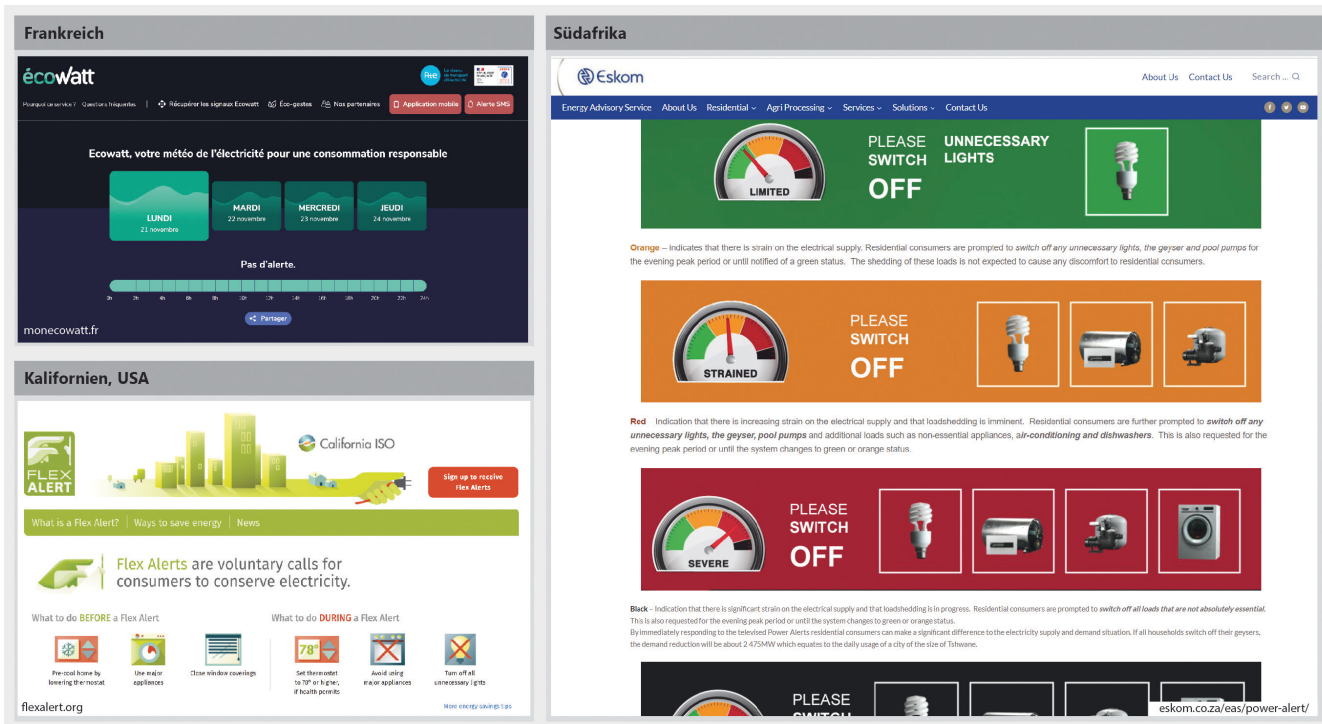 Frankreich
écowatt
Rte
Pourquoi ce service ? Questions fréquentes | Récupérer les signaux Ecowatt Éco-gestes Nos partenaires Application mobile Alerte SMS
Ecowatt, votre météo de l'électricité pour une consommation responsable
LUNDI
21 novembre
MARDI
22 novembre
MERCREDI
23 novembre
JEUDI
24 novembre
Pas d'alerte.
0h 2h 4h 6h 8h 10h 12h 14h 16h 18h 20h 22h 24h
Partager
monecowatt.fr
Kalifornien, USA
FLEX
ALERT
California ISO
Sign up to receive
Flex Alerts
What is a Flex Alert? | Ways to save energy | News
Flex Alerts are voluntary calls for
consumers to conserve electricity.
What to do BEFORE a Flex Alert
Pre-cool home by
lowering thermostat
Use major
appliances
Close window coverings
What to do DURING a Flex Alert
78°
Set thermostat
to 78° or higher,
if health permits
Avoid using
major appliances
Turn off all
unnecessary lights
More energy savings tips
flexalert.org
Südafrika
Eskom
About Us Contact Us Search ...
Energy Advisory Service About Us Residential Agri Processing Services Solutions Contact Us
LIMITED
PLEASE
SWITCH
OFF
UNNECESSARY
LIGHTS
Orange – indicates that there is strain on the electrical supply. Residential consumers are prompted to switch off any unnecessary lights, the geyser and pool pumps for
the evening peak period or until notified of a green status. The shedding of these loads is not expected to cause any discomfort to residential consumers.
STRAINED
PLEASE
SWITCH
OFF
Red Indication that there is increasing strain on the electrical supply and that loadshedding is imminent. Residential consumers are further prompted to switch off any
unnecessary lights, the geyser, pool pumps and additional loads such as non-essential appliances, air-conditioning and dishwashers. This is also requested for the
evening peak period or until the system changes to green or orange status.
SEVERE
PLEASE
SWITCH
OFF
Black – Indication that there is significant strain on the electrical supply and that loadshedding is in progress. Residential consumers are prompted to switch off all loads that are not absolutely essential.
This is also requested for the evening peak period or until the system changes to green or orange status.
By immediately responding to the televised Power Alerts residential consumers can make a significant difference to the electricity supply and demand situation. If all households switch off their geysers,
the demand reduction will be about 2 475MW which equates to the daily usage of a city of the size of Tshwane.
PLEASE
SWITCH
eskom.co.za/eas/power-alert/